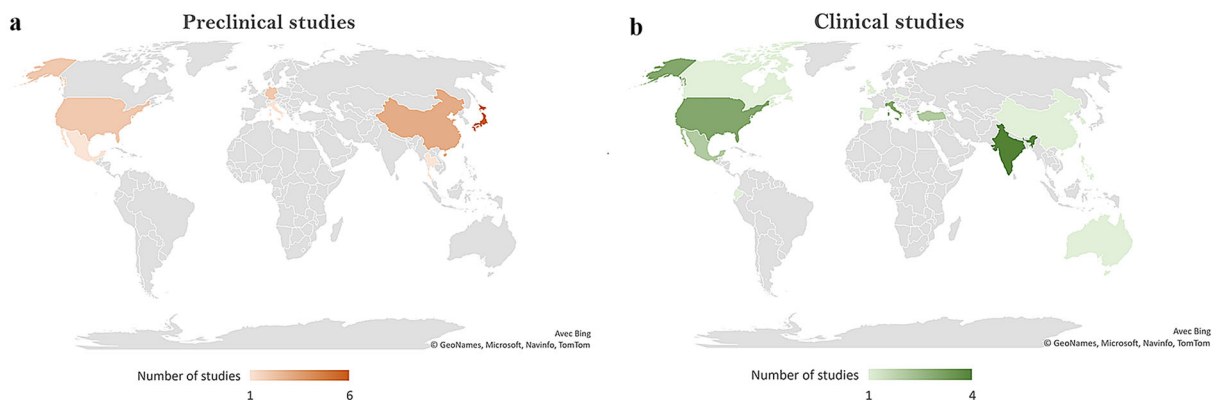 a
Preclinical studies
Avec Bing
© GeoNames, Microsoft, Navinfo, TomTom
Number of studies
1 6
b
Clinical studies
Avec Bing
© GeoNames, Microsoft, Navinfo, TomTom
Number of studies
1 4